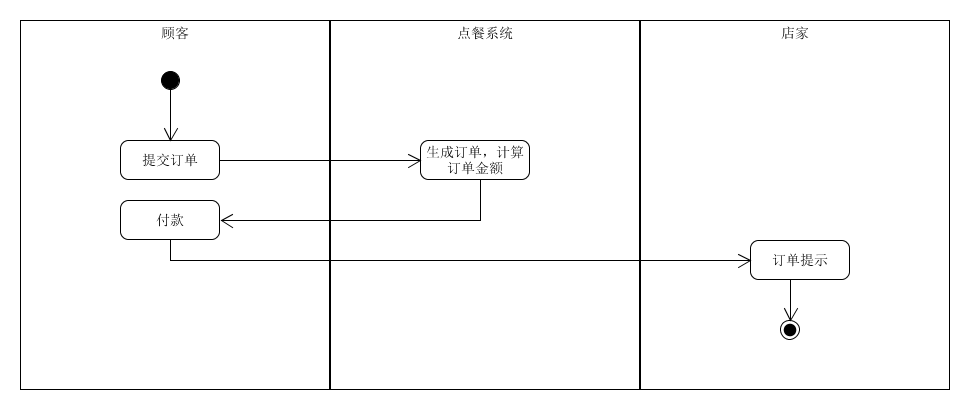 顾客
点餐系统
店家
提交订单
生成订单，计算
订单金额
付款
订单提示